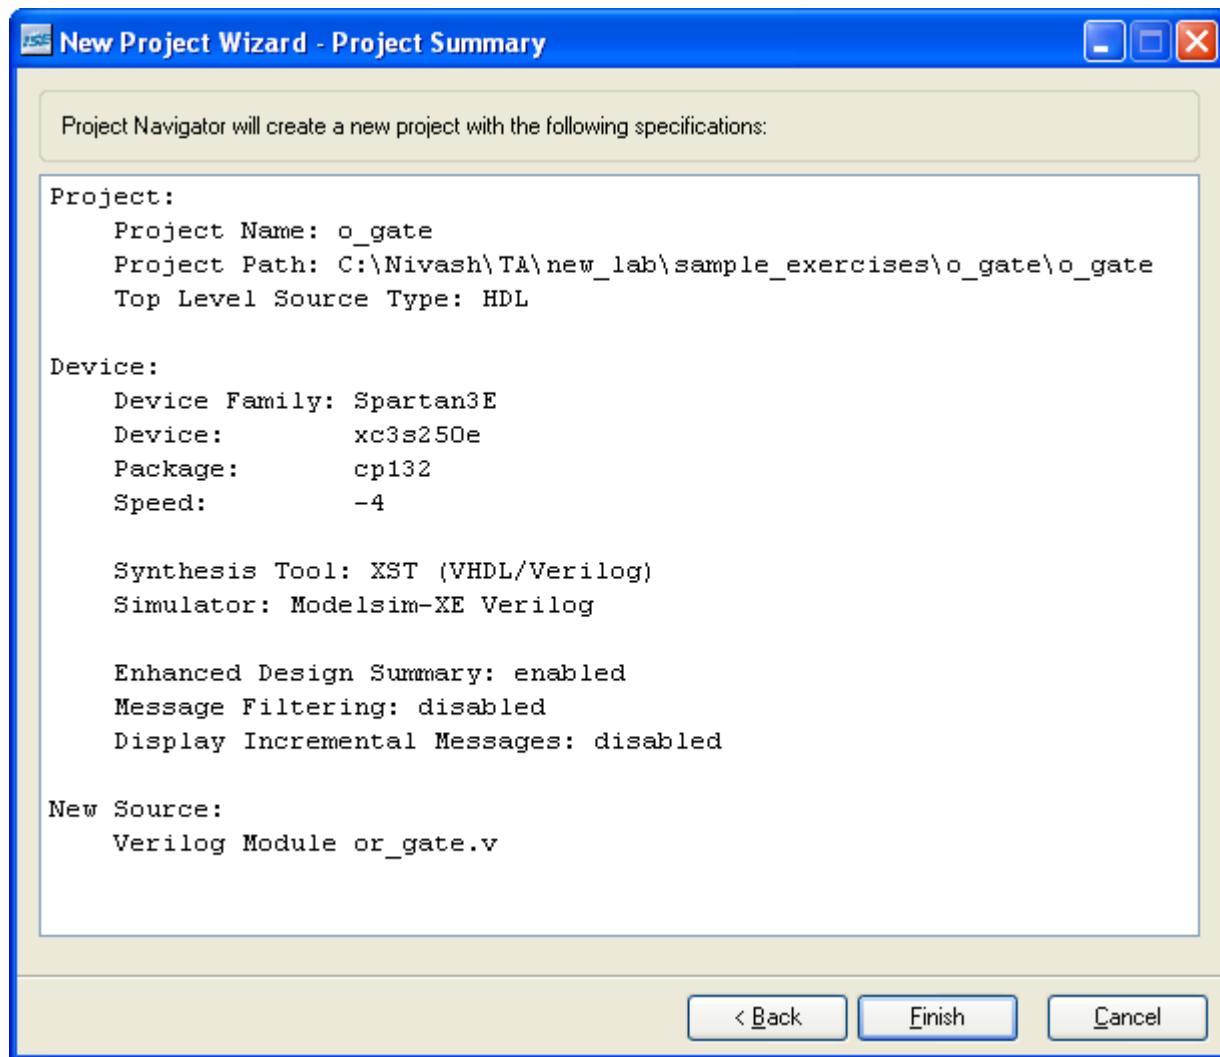 ISE New Project Wizard - Project Summary
Project Navigator will create a new project with the following specifications:
Project:
Project Name: o_gate
Project Path: C:\Nivash\TA\new_lab\sample_exercises\o_gate\o_gate
Top Level Source Type: HDL
Device:
Device Family: Spartan3E
Device: xc3s250e
Package: cp132
Speed: -4
Synthesis Tool: XST (VHDL/Verilog)
Simulator: Modelsim-XE Verilog
Enhanced Design Summary: enabled
Message Filtering: disabled
Display Incremental Messages: disabled
New Source:
Verilog Module or_gate.v
< Back Finish Cancel